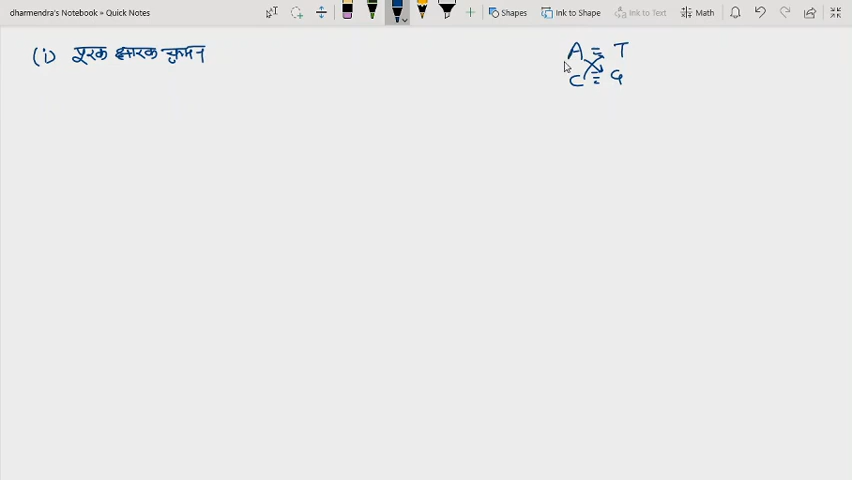 dharmendra's Notebook > Quick Notes
Shapes
Ink to Shape
Ink to Text
Math
(i) पूरक क्षारक युग्मन
A = T
C ≡ G